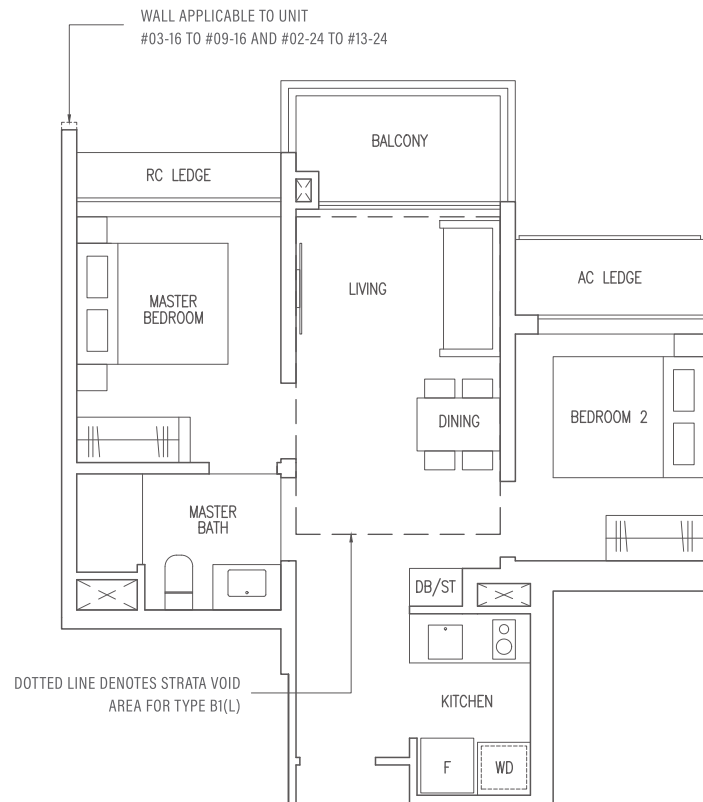 WALL APPLICABLE TO UNIT
#03-16 TO #09-16 AND #02-24 TO #13-24
BALCONY
RC LEDGE
AC LEDGE
LIVING
MASTER
BEDROOM
DINING
BEDROOM 2
MASTER
BATH
DB/ST
DOTTED LINE DENOTES STRATA VOID
AREA FOR TYPE B1(L)
KITCHEN
F
WD